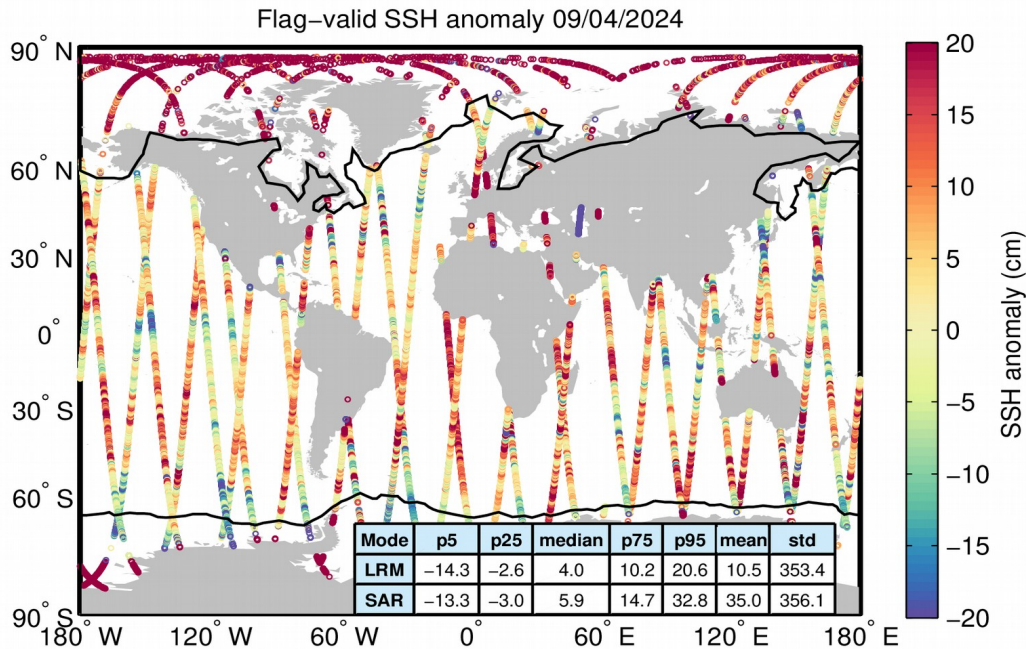 Flag−valid SSH anomaly 09/04/2024
90° N
60° N
30° N
0°
30° S
60° S
90° S
180° W
120° W
60° W
0°
60° E
120° E
180° E
20
15
10
5
0
−5
−10
−15
−20
SSH anomaly (cm)
Mode p5 p25 median p75 p95 mean std
LRM −14.3 −2.6 4.0 10.2 20.6 10.5 353.4
SAR −13.3 −3.0 5.9 14.7 32.8 35.0 356.1